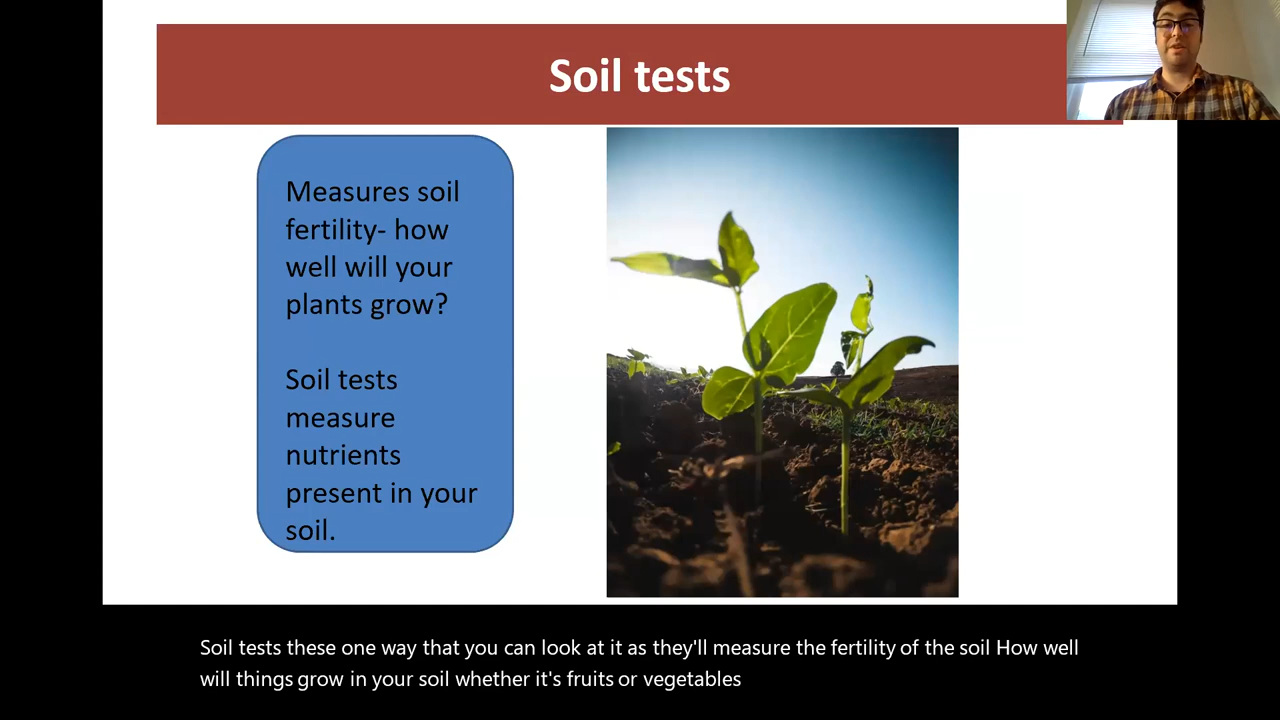 Soil tests
Measures soil
fertility- how
well will your
plants grow?
Soil tests
measure
nutrients
present in your
soil.
Soil tests these one way that you can look at it as they'll measure the fertility of the soil How well
will things grow in your soil whether it's fruits or vegetables